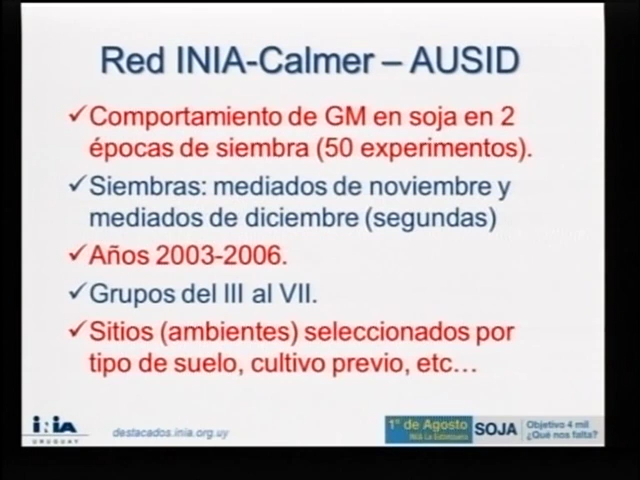 Red INIA-Calmer – AUSID
✓Comportamiento de GM en soja en 2
épocas de siembra (50 experimentos).
✓Siembras: mediados de noviembre y
mediados de diciembre (segundas)
✓Años 2003-2006.
✓Grupos del III al VII.
✓Sitios (ambientes) seleccionados por
tipo de suelo, cultivo previo, etc…
INIA
URUGUAY
destacados.inia.org.uy
1º de Agosto
INIA La Estanzuela
SOJA
Objetivo 4 mil
¿Qué nos falta?